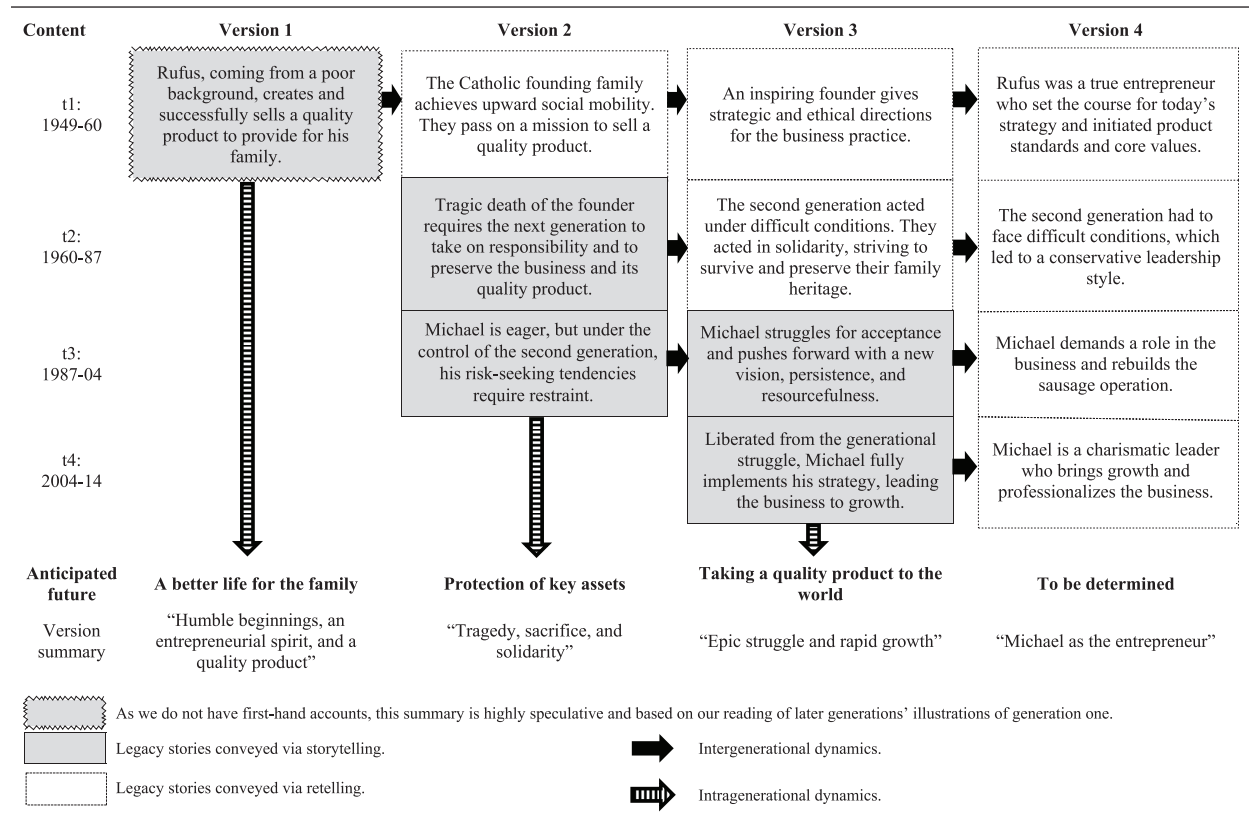 Content Version 1 Version 2 Version 3 Version 4
t1:
1949-60
Rufus, coming from a poor
background, creates and
successfully sells a quality
product to provide for his
family.
The Catholic founding family
achieves upward social mobility.
They pass on a mission to sell a
quality product.
An inspiring founder gives
strategic and ethical directions
for the business practice.
Rufus was a true entrepreneur
who set the course for today’s
strategy and initiated product
standards and core values.
t2:
1960-87
Tragic death of the founder
requires the next generation to
take on responsibility and to
preserve the business and its
quality product.
The second generation acted
under difficult conditions. They
acted in solidarity, striving to
survive and preserve their family
heritage.
The second generation had to
face difficult conditions, which
led to a conservative leadership
style.
t3:
1987-04
Michael is eager, but under the
control of the second generation,
his risk-seeking tendencies
require restraint.
Michael struggles for acceptance
and pushes forward with a new
vision, persistence, and
resourcefulness.
Michael demands a role in the
business and rebuilds the
sausage operation.
t4:
2004-14
Liberated from the generational
struggle, Michael fully
implements his strategy, leading
the business to growth.
Michael is a charismatic leader
who brings growth and
professionalizes the business.
Anticipated
future
A better life for the family
Protection of key assets
Taking a quality product to the
world
To be determined
Version
summary
“Humble beginnings, an
entrepreneurial spirit, and a
quality product”
“Tragedy, sacrifice, and
solidarity”
“Epic struggle and rapid growth”
“Michael as the entrepreneur”
As we do not have first-hand accounts, this summary is highly speculative and based on our reading of later generations’ illustrations of generation one.
Legacy stories conveyed via storytelling.
Intergenerational dynamics.
Legacy stories conveyed via retelling.
Intragenerational dynamics.